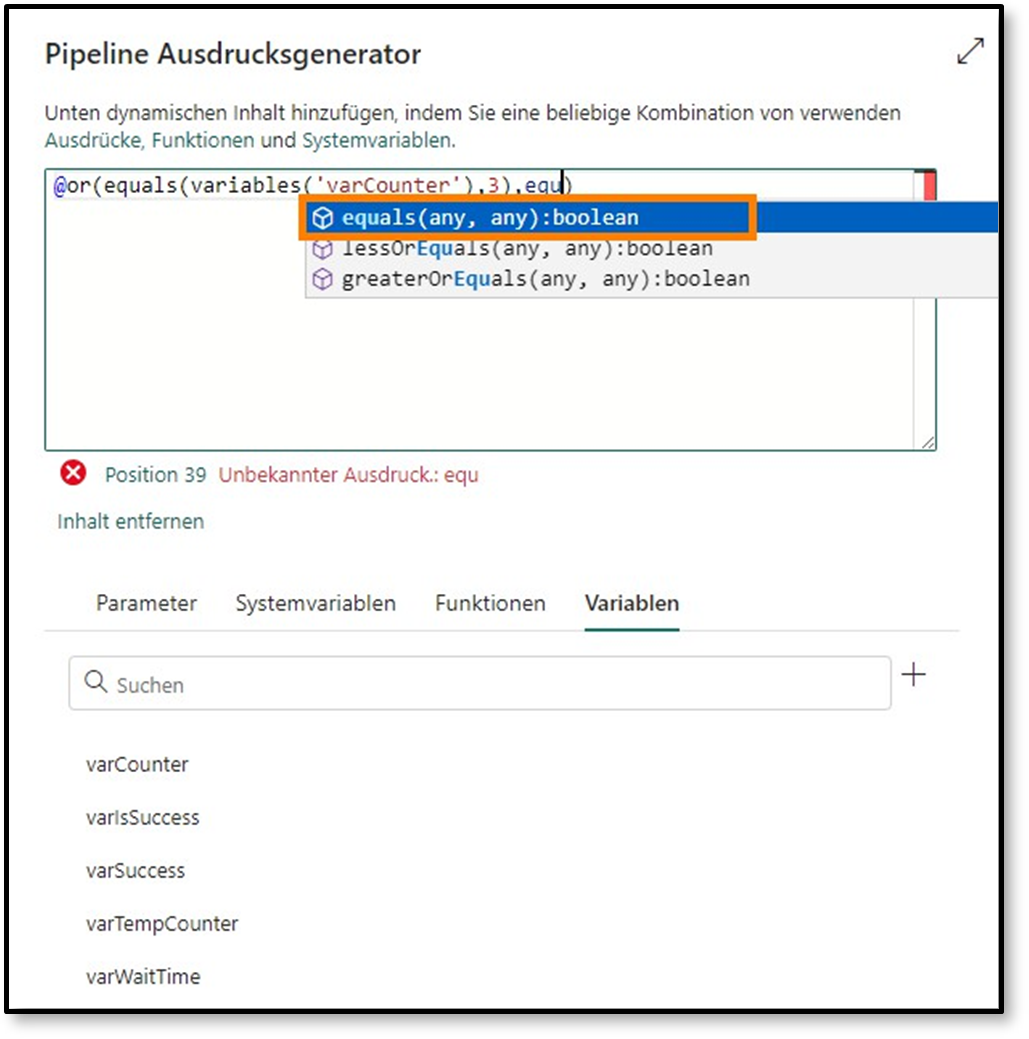 Pipeline Ausdrucksgenerator
Unten dynamischen Inhalt hinzufügen, indem Sie eine beliebige Kombination von verwenden
Ausdrücke, Funktionen und Systemvariablen.
@or(equals(variables('varCounter'),3),equ)
equals(any, any):boolean
lessOrEquals(any, any):boolean
greaterOrEquals(any, any):boolean
Position 39 Unbekannter Ausdruck.: equ
Inhalt entfernen
Parameter Systemvariablen Funktionen Variablen
Suchen
varCounter
varIsSuccess
varSuccess
varTempCounter
varWaitTime